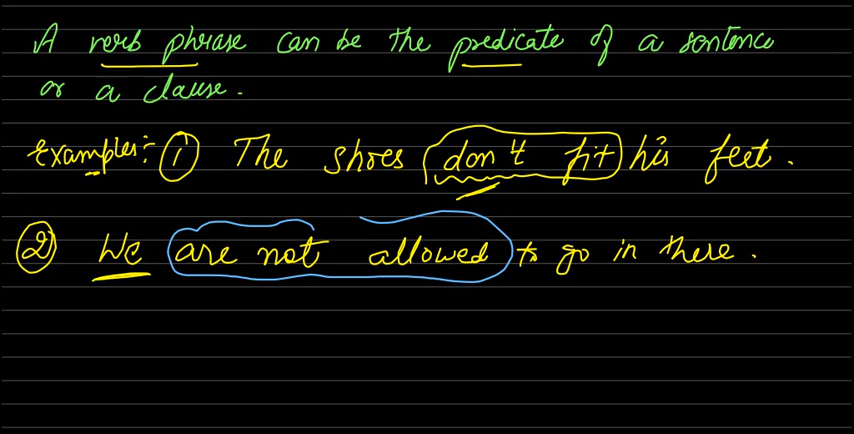 A verb phrase can be the predicate of a sentence
or a clause.
Examples:- ① The shoes don't fit his feet.
② We are not allowed to go in there.